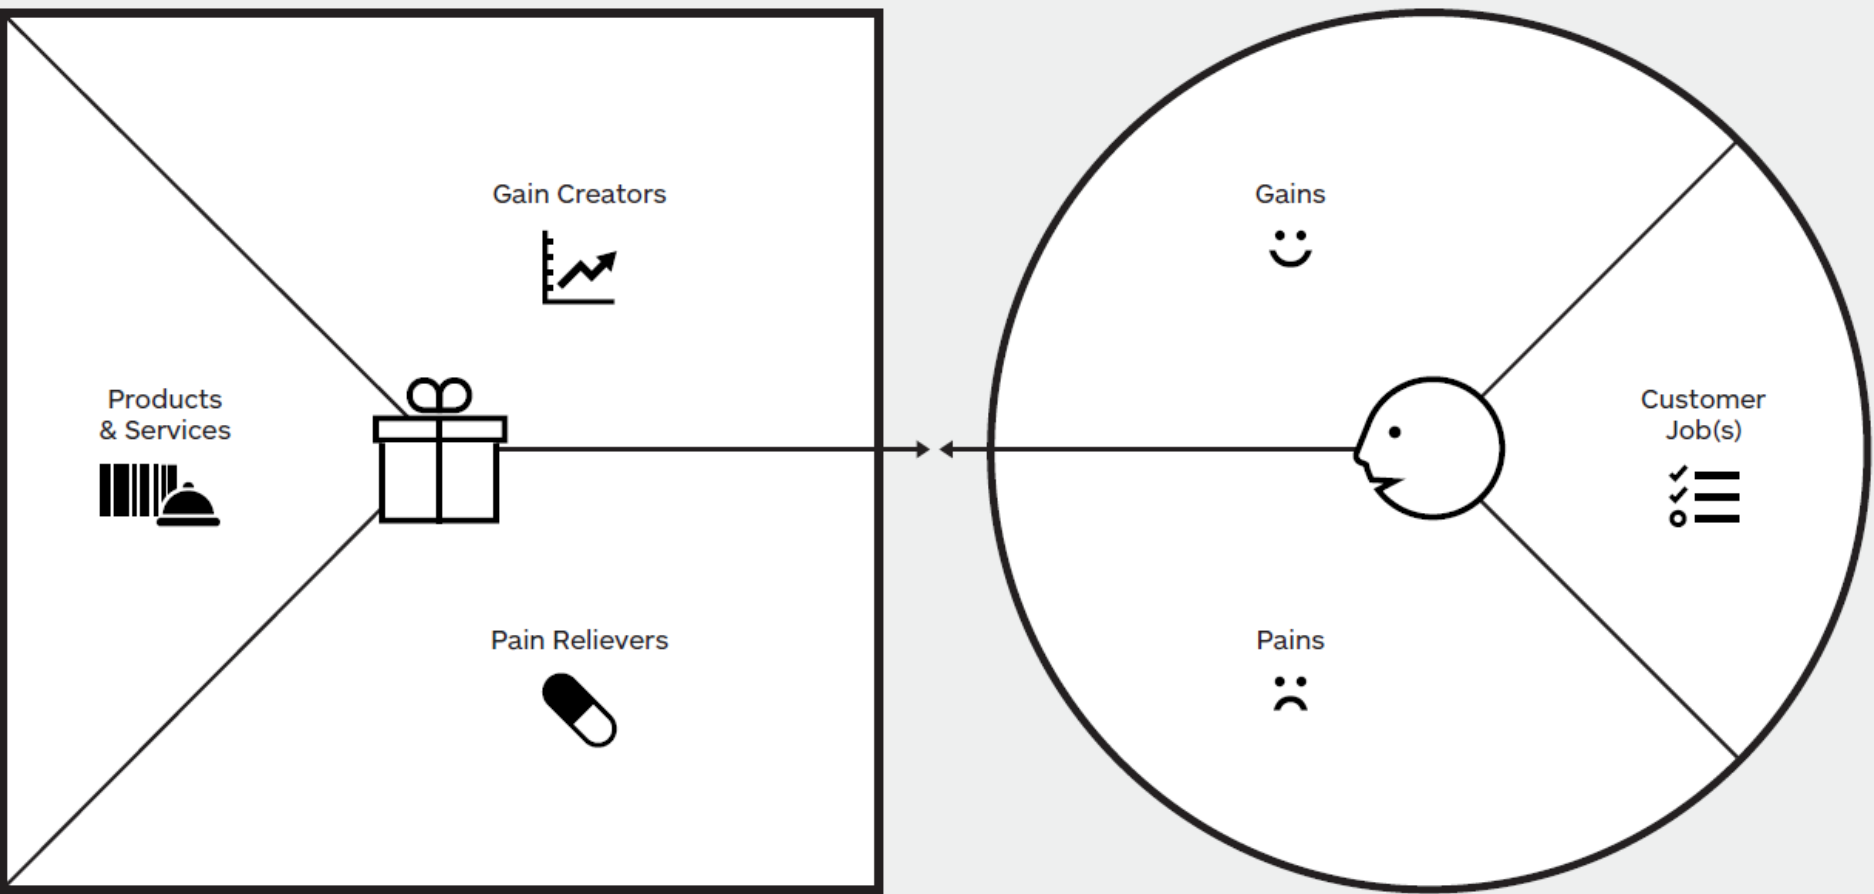 Gain Creators
Products
& Services
Pain Relievers
Gains
Customer
Job(s)
Pains